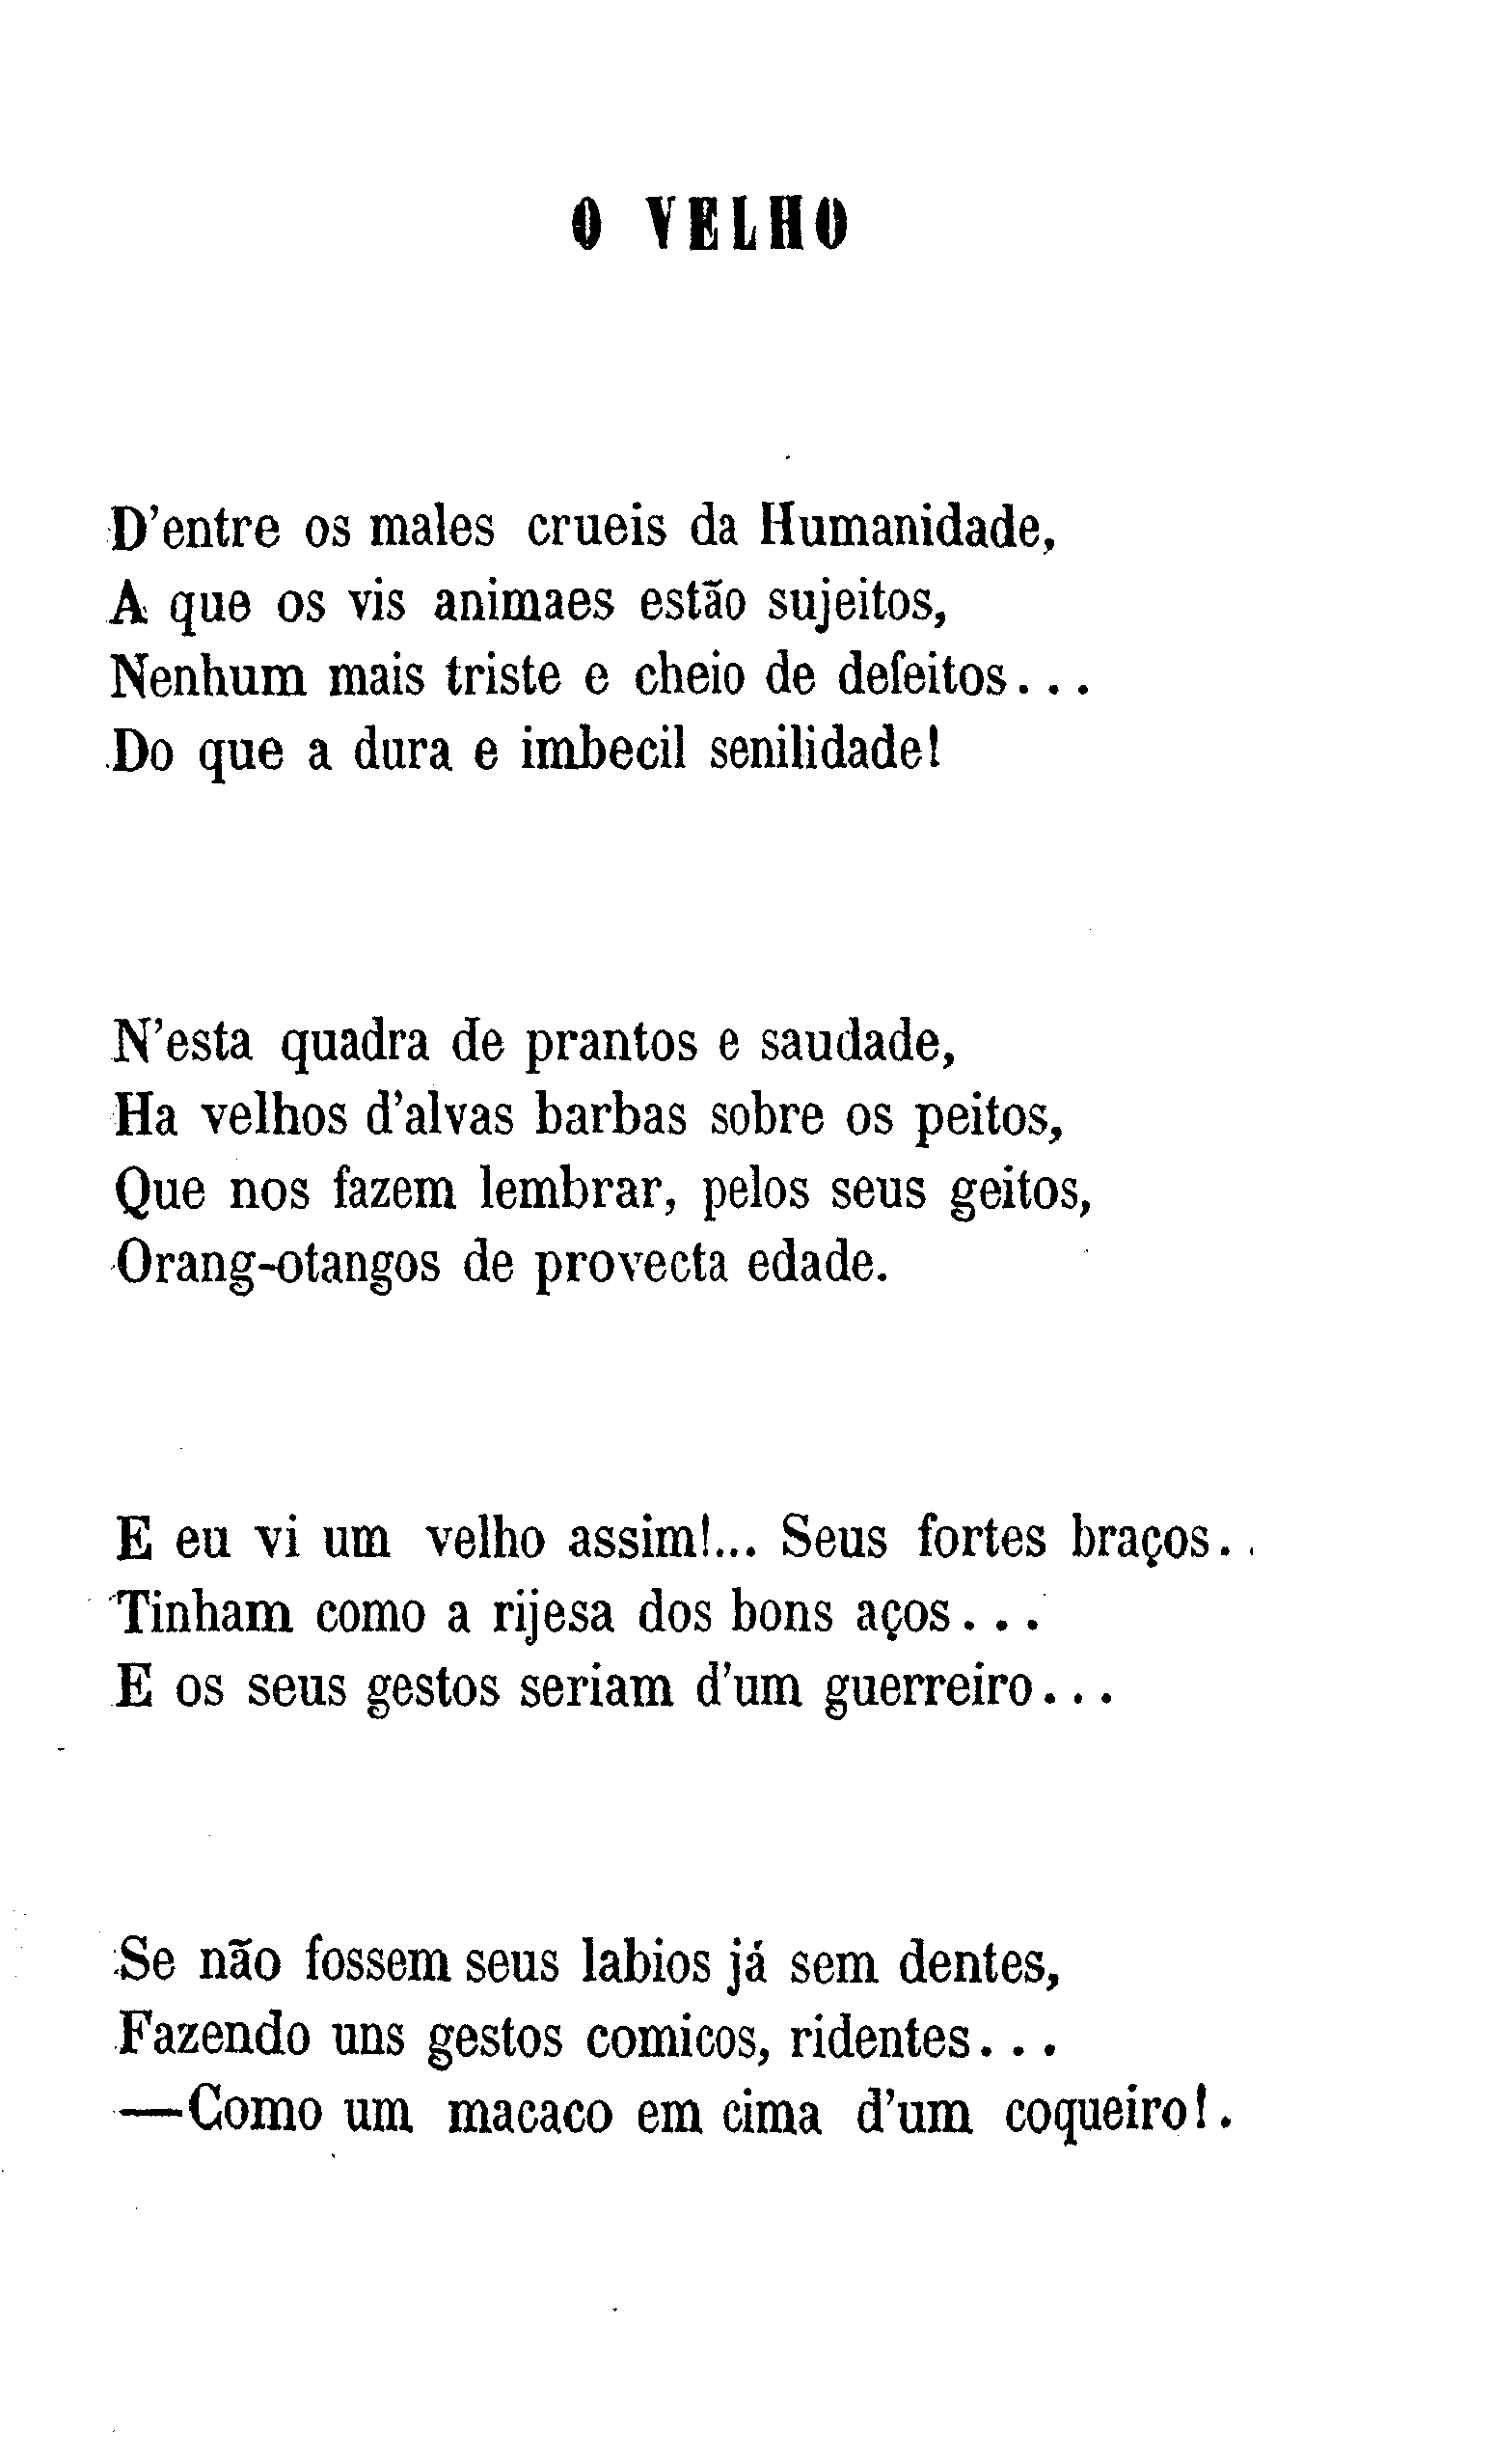 O VELHO
D'entre os males crueis da Humanidade,
A que os vis animaes estão sujeitos,
Nenhum mais triste e cheio de defeitos...
Do que a dura e imbecil senilidade!
N'esta quadra de prantos e saudade,
Ha velhos d'alvas barbas sobre os peitos,
Que nos fazem lembrar, pelos seus geitos,
Orang-otangos de provecta edade.
E eu vi um velho assim!... Seus fortes braços..
Tinham como a rijesa dos bons aços...
E os seus gestos seriam d'um guerreiro...
Se não fossem seus labios já sem dentes,
Fazendo uns gestos comicos, ridentes...
—Como um macaco em cima d'um coqueiro!.